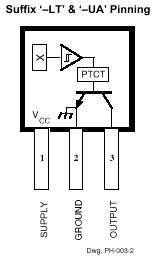 Suffix '–LT' & '–UA' Pinning
X
PTCT
VCC
1 2 3
SUPPLY
GROUND
OUTPUT
Dwg. PH-003-2